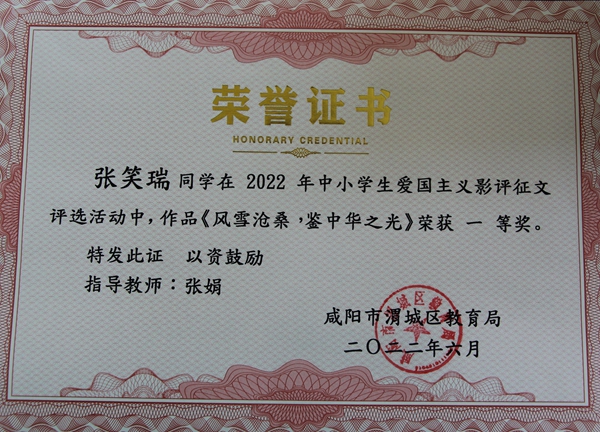 荣誉证书
HONORARY CREDENTIAL
张笑瑞同学在 2022 年中小学生爱国主义影评征文
评选活动中,作品《风雪沧桑,鉴中华之光》荣获 一 等奖。
特发此证 以资鼓励
指导教师:张娟
咸阳市渭城区教育局
二〇二二年六月